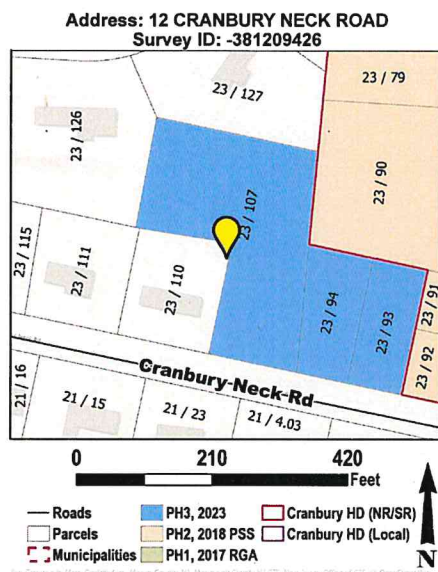 Address: 12 CRANBURY NECK ROAD
Survey ID: -381209426
23 / 79
23 / 127
23 / 126
23 / 90
23 / 107
23 / 115
23 / 111
23 / 110
23 / 94
23 / 93
23 / 91
23 / 92
Cranbury-Neck-Rd
21 / 16
21 / 15
21 / 23
21 / 4.03
0 210 420
Feet
Roads PH3, 2023 Cranbury HD (NR/SR)
Parcels PH2, 2018 PSS Cranbury HD (Local)
Municipalities PH1, 2017 RGA
N